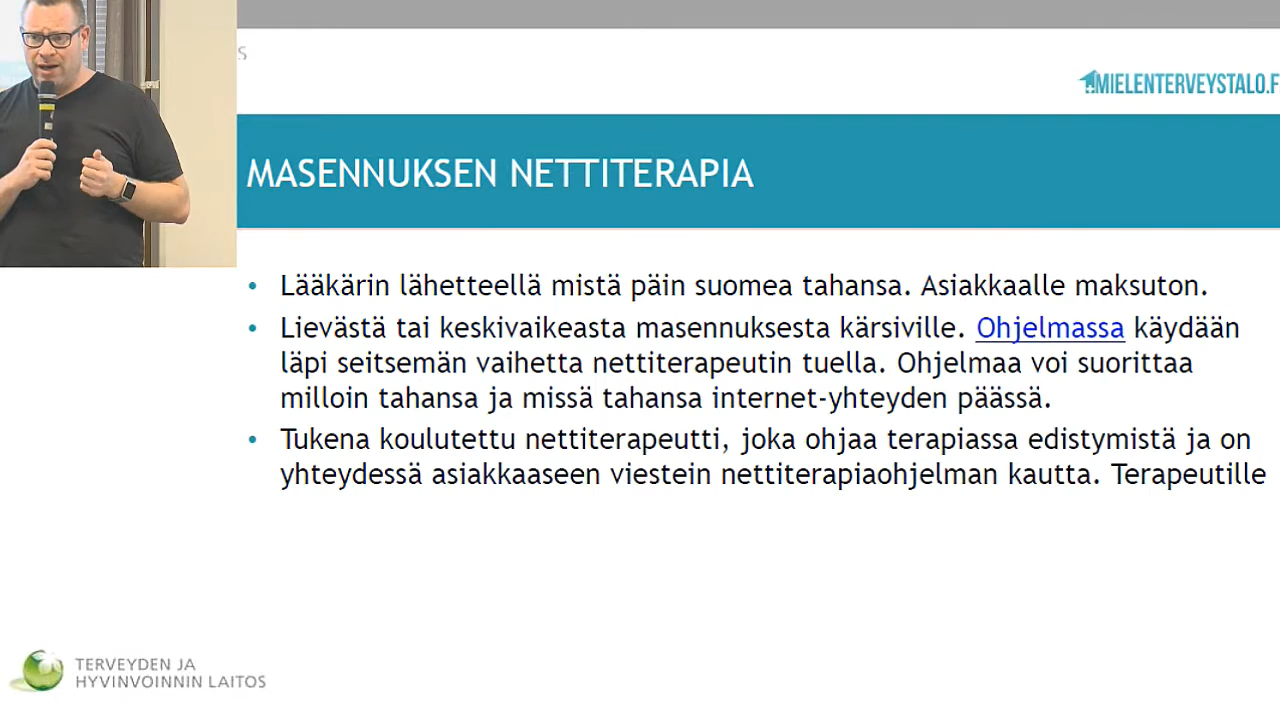 S
MIELENTERVEYSTALO.F
MASENNUKSEN NETTITERAPIA
• Lääkärin lähetteellä mistä päin suomea tahansa. Asiakkaalle maksuton.
• Lievästä tai keskivaikeasta masennuksesta kärsiville. Ohjelmassa käydään
läpi seitsemän vaihetta nettiterapeutin tuella. Ohjelmaa voi suorittaa
milloin tahansa ja missä tahansa internet-yhteyden päässä.
• Tukena koulutettu nettiterapeutti, joka ohjaa terapiassa edistymistä ja on
yhteydessä asiakkaaseen viestein nettiterapiaohjelman kautta. Terapeutille
TERVEYDEN JA
HYVINVOINNIN LAITOS